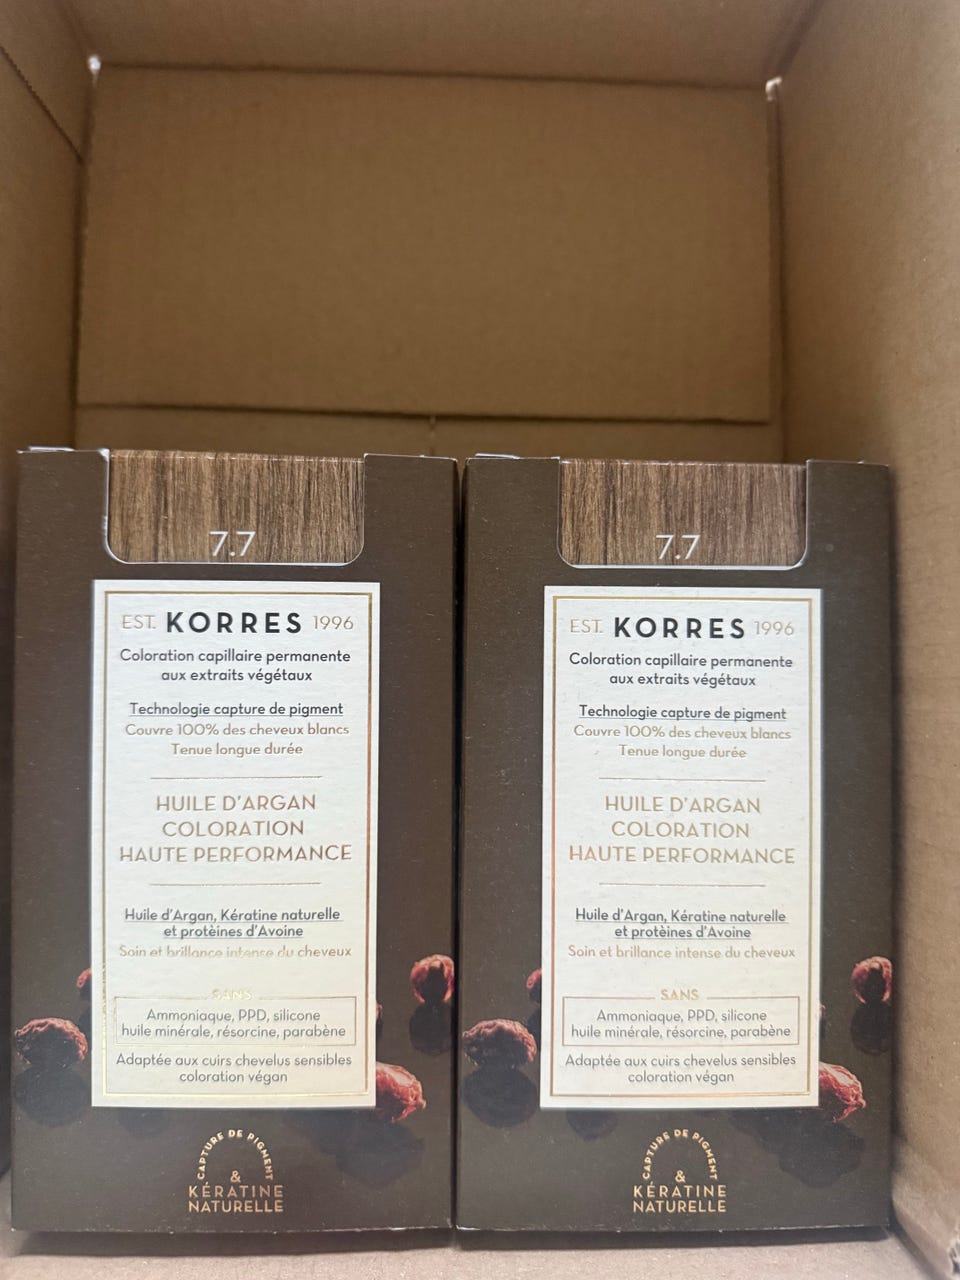 7.7
EST. KORRES 1996
Coloration capillaire permanente
aux extraits végétaux
Technologie capture de pigment
Couvre 100% des cheveux blancs
Tenue longue durée
HUILE D'ARGAN
COLORATION
HAUTE PERFORMANCE
Huile d'Argan, Kératine naturelle
et protèines d'Avoine
Soin et brillance intense du cheveux
SANS
Ammoniaque, PPD, silicone
huile minérale, résorcine, parabène
Adaptée aux cuirs chevelus sensibles
coloration végan
CAPTURE DE PIGMENT
&
KÉRATINE
NATURELLE
7.7
EST. KORRES 1996
Coloration capillaire permanente
aux extraits végétaux
Technologie capture de pigment
Couvre 100% des cheveux blancs
Tenue longue durée
HUILE D'ARGAN
COLORATION
HAUTE PERFORMANCE
Huile d'Argan, Kératine naturelle
et protèines d'Avoine
Soin et brillance intense du cheveux
SANS
Ammoniaque, PPD, silicone
huile minérale, résorcine, parabène
Adaptée aux cuirs chevelus sensibles
coloration végan
CAPTURE DE PIGMENT
&
KÉRATINE
NATURELLE